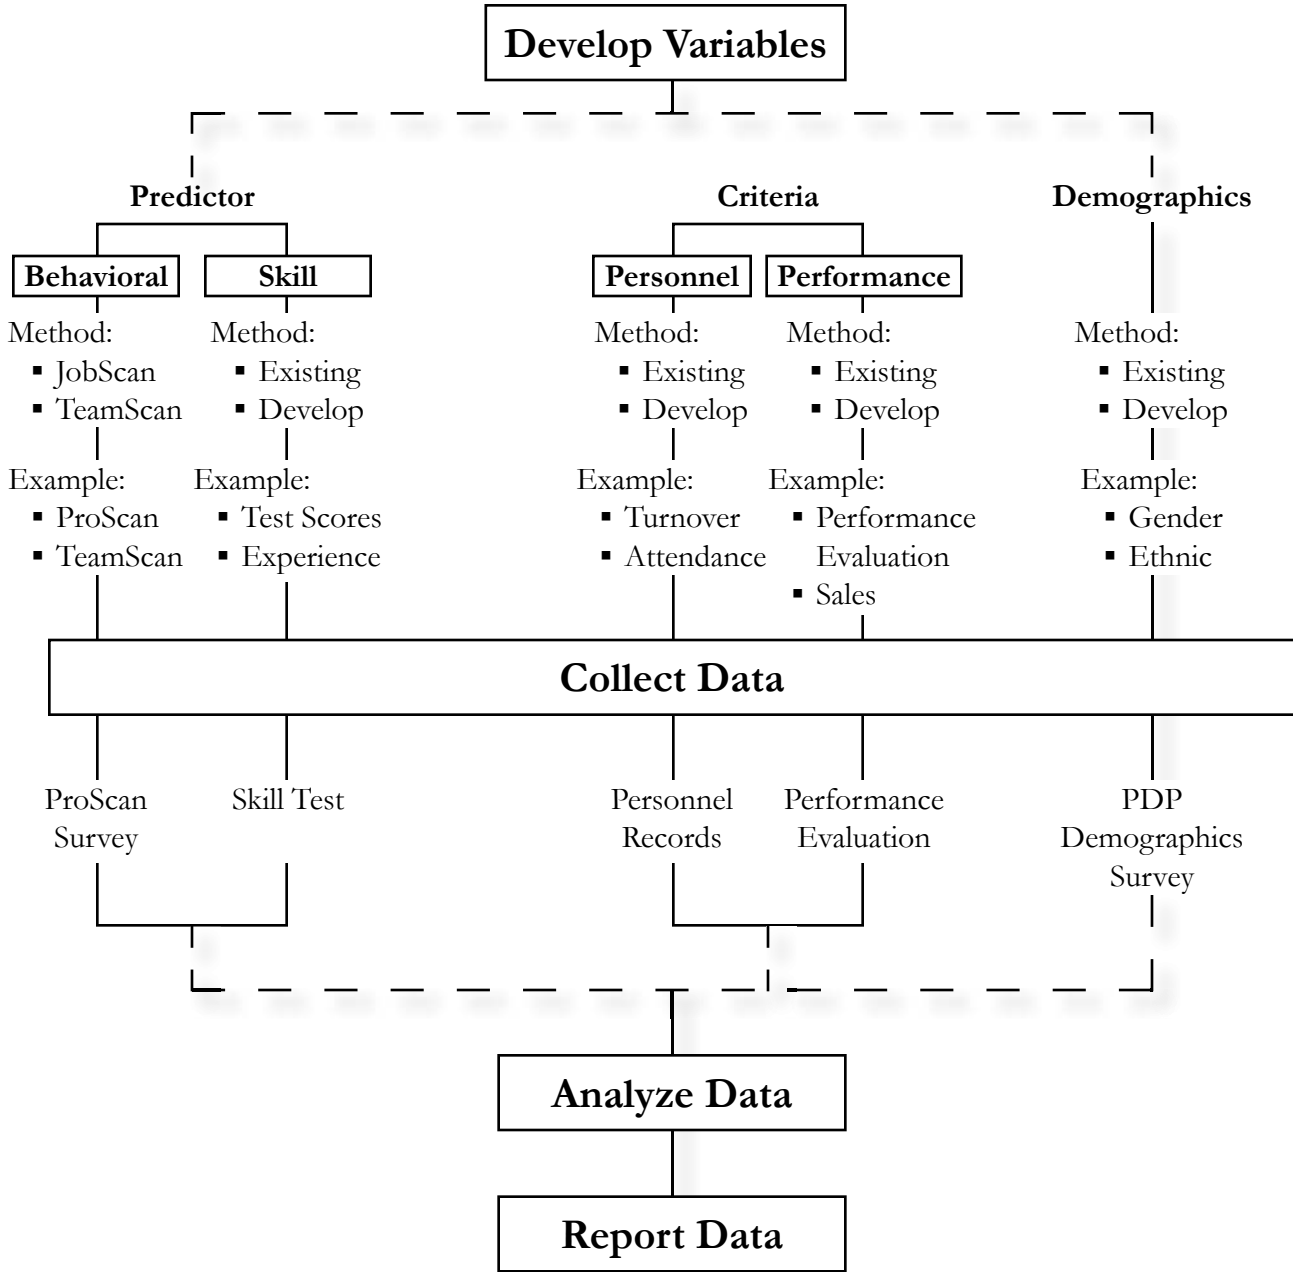 Develop Variables
Predictor
Criteria
Demographics
Behavioral
Skill
Personnel
Performance
Method:
▪ JobScan
▪ TeamScan
Method:
▪ Existing
▪ Develop
Method:
▪ Existing
▪ Develop
Method:
▪ Existing
▪ Develop
Method:
▪ Existing
▪ Develop
Example:
▪ ProScan
▪ TeamScan
Example:
▪ Test Scores
▪ Experience
Example:
▪ Turnover
▪ Attendance
Example:
▪ Performance
Evaluation
▪ Sales
Example:
▪ Gender
▪ Ethnic
Collect Data
ProScan
Survey
Skill Test
Personnel
Records
Performance
Evaluation
PDP
Demographics
Survey
Analyze Data
Report Data